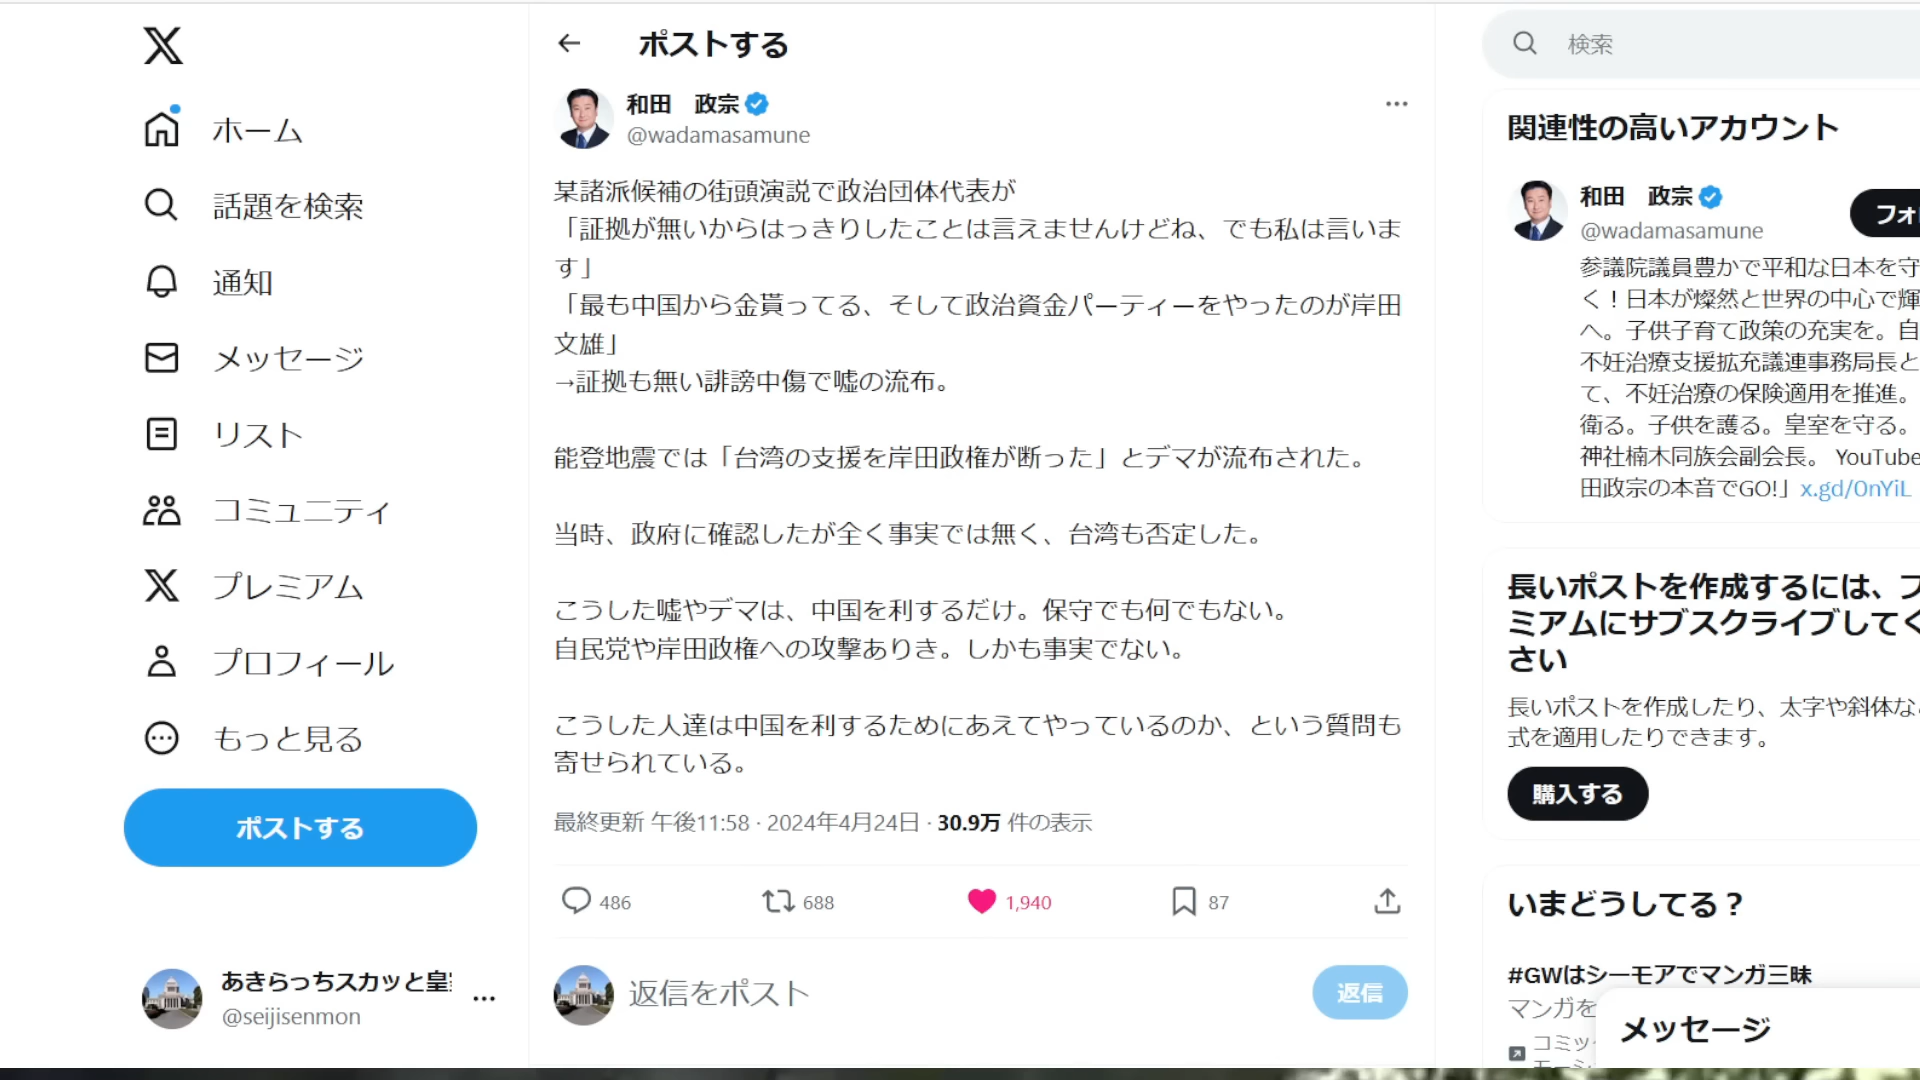 ホーム
話題を検索
通知
メッセージ
リスト
コミュニティ
プレミアム
プロフィール
もっと見る
ポストする
あきらっちスカッと皇
@seijisenmon
ポストする
和田 政宗
@wadamasamune
某諸派候補の街頭演説で政治団体代表が
「証拠が無いからはっきりしたことは言えませんけどね、でも私は言いま
す」
「最も中国から金貰ってる、そして政治資金パーティーをやったのが岸田
文雄」
→証拠も無い誹謗中傷で嘘の流布。
能登地震では「台湾の支援を岸田政権が断った」とデマが流布された。
当時、政府に確認したが全く事実では無く、台湾も否定した。
こうした嘘やデマは、中国を利するだけ。保守でも何でもない。
自民党や岸田政権への攻撃ありき。しかも事実でない。
こうした人達は中国を利するためにあえてやっているのか、という質問も
寄せられている。
最終更新 午後11:58 · 2024年4月24日 · 30.9万 件の表示
486 688 1,940 87
返信をポスト
返信
検索
関連性の高いアカウント
和田 政宗
@wadamasamune
フォ
参議院議員豊かで平和な日本を守
く！日本が燦然と世界の中心で輝
へ。子供子育て政策の充実を。自
不妊治療支援拡充議連事務局長と
て、不妊治療の保険適用を推進。
衛る。子供を護る。皇室を守る。
神社楠木同族会副会長。 YouTube
田政宗の本音でGO!」x.gd/0nYiL
長いポストを作成するには、プ
ミアムにサブスクライブしてく
さい
長いポストを作成したり、太字や斜体な
式を適用したりできます。
購入する
いまどうしてる？
#GWはシーモアでマンガ三昧
マンガを
コミッ
メッセージ